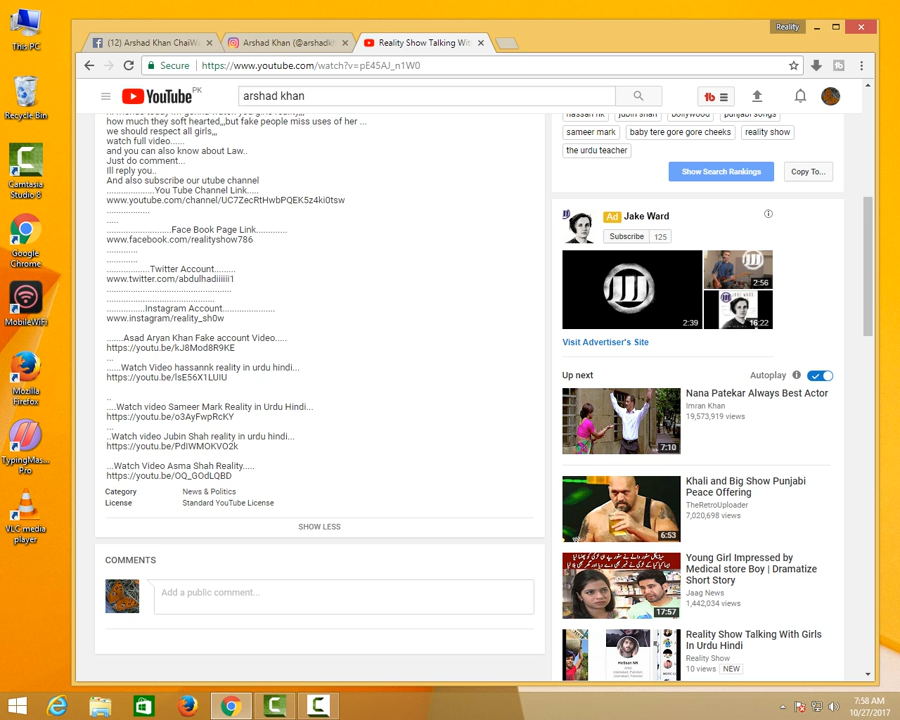 This PC
Recycle Bin
Camtasia
Studio 8
Google
Chrome
MobileWiFi
Mozilla
Firefox
TypingMas...
Pro
VLC media
player
Reality
(12) Arshad Khan ChaiW
Arshad Khan (@arshadkh
Reality Show Talking Wit
Secure
https://www.youtube.com/watch?v=pE45AJ_n1W0
YouTube PK
arshad khan
how much they soft hearted,,,but fake people miss uses of her ...
we should respect all girls,,,
watch full video......
and you can also know about Law..
Just do comment...
Ill reply you..
And also subscribe our utube channel
.....................You Tube Channel Link.....
www.youtube.com/channel/UC7ZecRtHwbPQEK5z4ki0tsw
..................
.....
.......................Face Book Page Link.............
www.facebook.com/realityshow786
.............
.............
..................Twitter Account.........
www.twitter.com/abdulhadiiiiii1
....................................................
.............................................
................Instagram Account......................
www.instagram/reality_sh0w
.......Asad Aryan Khan Fake account Video.....
https://youtu.be/kJ8Mod8R9KE
...
.......Watch Video hassannk reality in urdu hindi...
https://youtu.be/lsE56X1LUIU
..
....Watch video Sameer Mark Reality in Urdu Hindi...
https://youtu.be/o3AyFwpRcKY
...
..Watch video Jubin Shah reality in urdu hindi...
https://youtu.be/PdIWMOKVO2k
...Watch Video Asma Shah Reality.....
https://youtu.be/OQ_GOdLQBD
Category News & Politics
License Standard YouTube License
SHOW LESS
COMMENTS
Add a public comment...
hassan nk
jubin shah
bollywood
punjabi songs
sameer mark
baby tere gore gore cheeks
reality show
the urdu teacher
Show Search Rankings
Copy To...
Ad Jake Ward
Subscribe 125
2:39
2:56
JAKE WARD
16:22
Visit Advertiser's Site
Up next
Autoplay
Nana Patekar Always Best Actor
Imran Khan
19,573,919 views
7:10
Khali and Big Show Punjabi
Peace Offering
TheRetroUploader
7,020,698 views
6:53
Young Girl Impressed by
Medical store Boy | Dramatize
Short Story
Jaag News
1,442,034 views
17:57
Reality Show Talking With Girls
In Urdu Hindi
Reality Show
10 views NEW
7:58 AM
10/27/2017